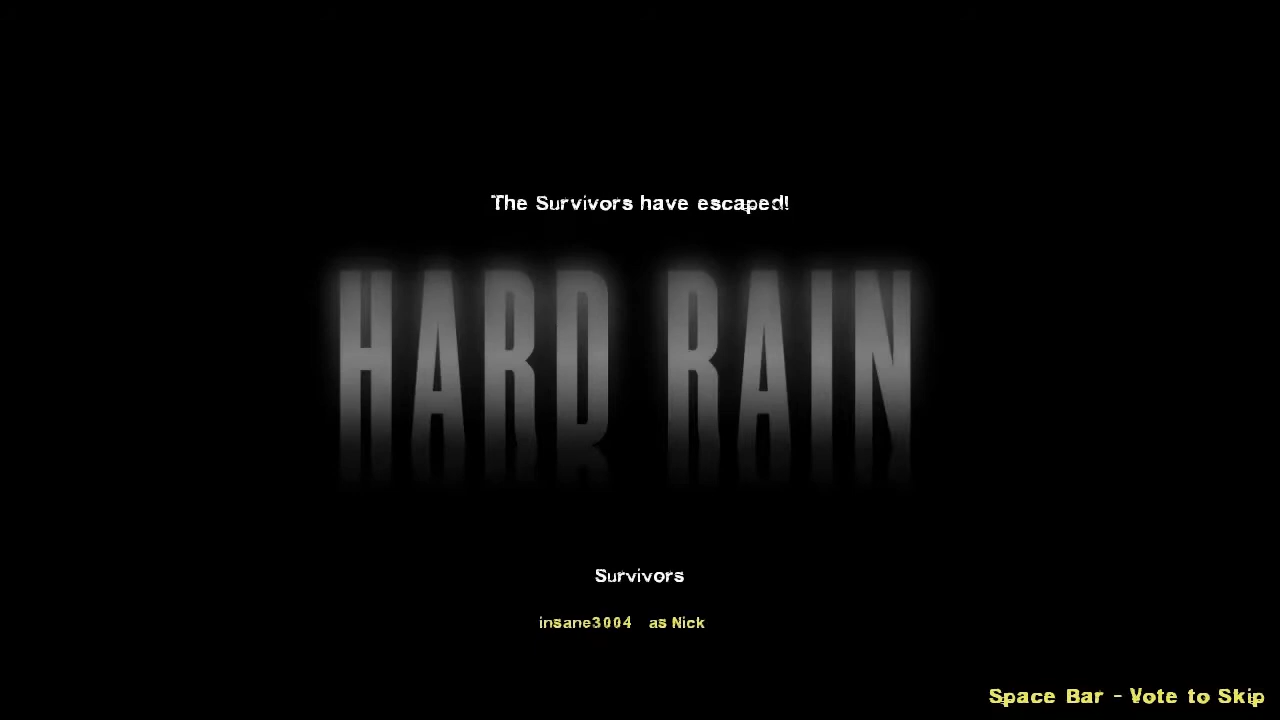 The Survivors have escaped!
HARD RAIN
Survivors
insane3004 as Nick
Space Bar - Vote to Skip